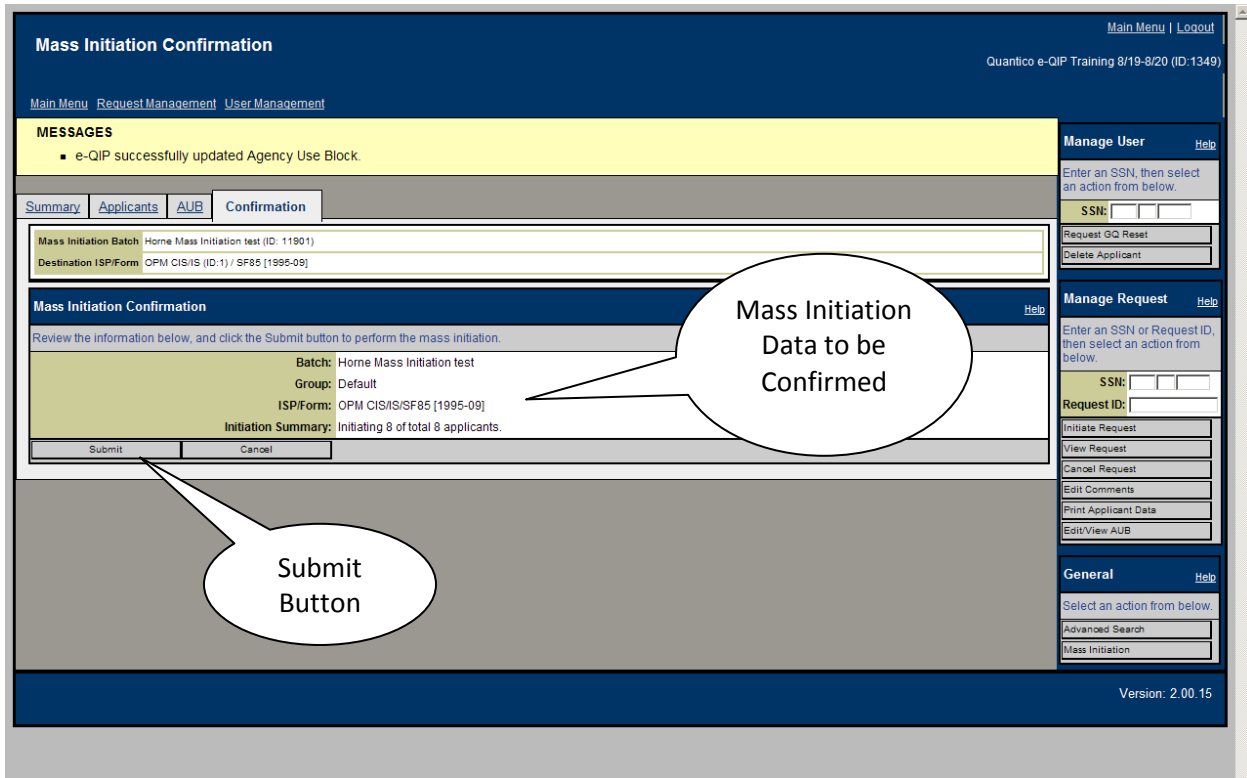 Main Menu | Logout
Mass Initiation Confirmation
Quantico e-QIP Training 8/19-8/20 (ID:1349)
Main Menu Request Management User Management
MESSAGES
▪ e-QIP successfully updated Agency Use Block.
Summary Applicants AUB Confirmation
Mass Initiation Batch Horne Mass Initiation test (ID: 11901)
Destination ISP/Form OPM CIS/IS (ID:1) / SF85 [1995-09]
Mass Initiation Confirmation Help
Review the information below, and click the Submit button to perform the mass initiation.
Batch: Horne Mass Initiation test
Group: Default
ISP/Form: OPM CIS/IS/SF85 [1995-09]
Initiation Summary: Initiating 8 of total 8 applicants.
Submit Cancel
Mass Initiation
Data to be
Confirmed
Submit
Button
Manage User Help
Enter an SSN, then select
an action from below.
SSN:
Request GQ Reset
Delete Applicant
Manage Request Help
Enter an SSN or Request ID,
then select an action from
below.
SSN:
Request ID:
Initiate Request
View Request
Cancel Request
Edit Comments
Print Applicant Data
Edit/View AUB
General Help
Select an action from below.
Advanced Search
Mass Initiation
Version: 2.00.15